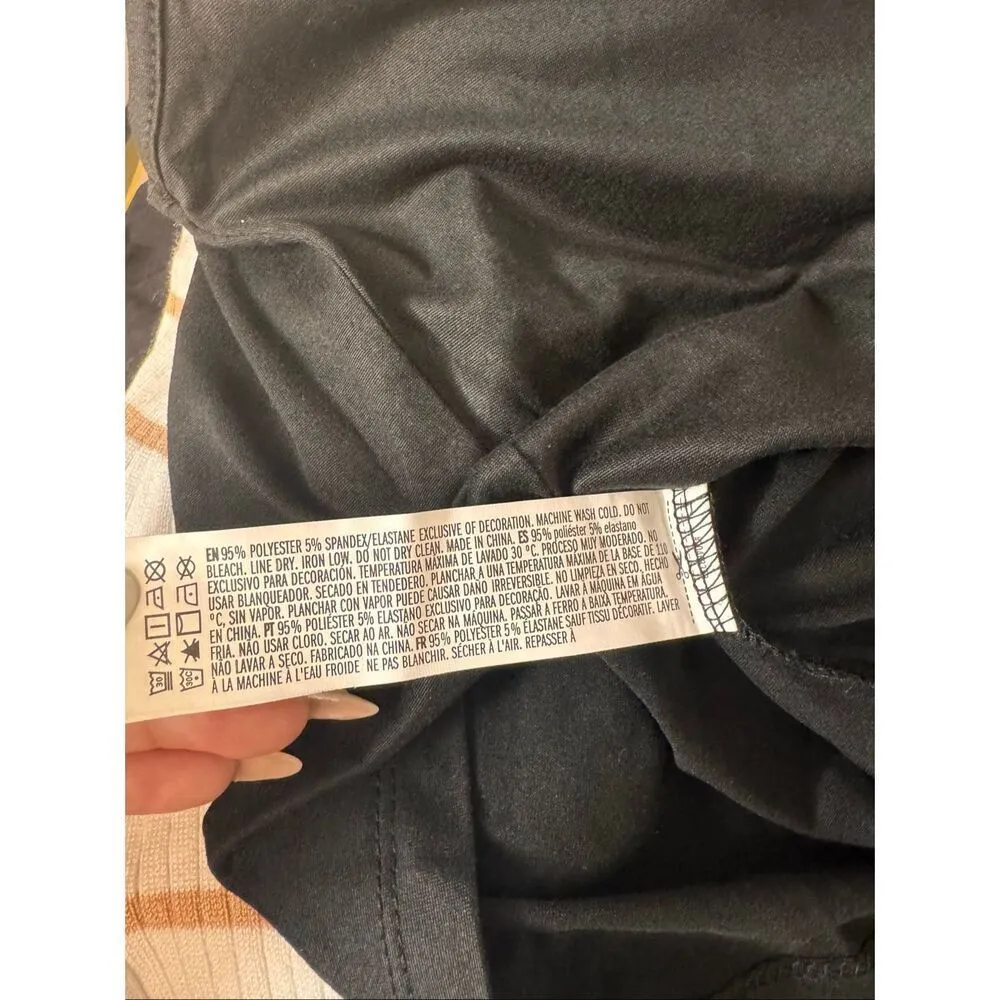 EN 95% POLYESTER 5% SPANDEX/ELASTANE EXCLUSIVE OF DECORATION. MACHINE WASH COLD. DO NOT
BLEACH. LINE DRY. IRON LOW. DO NOT DRY CLEAN. MADE IN CHINA. ES 95% poliéster 5% elastano
EXCLUSIVO PARA DECORACIÓN. TEMPERATURA MÁXIMA DE LAVADO 30 °C. PROCESO MUY MODERADO. NO
USAR BLANQUEADOR. SECADO EN TENDEDERO. PLANCHAR A UNA TEMPERATURA MÁXIMA DE LA BASE DE 110
°C, SIN VAPOR. PLANCHAR CON VAPOR PUEDE CAUSAR DAÑO IRREVERSIBLE. NO LIMPIEZA EN SECO. HECHO
EN CHINA. PT 95% POLIÉSTER 5% ELASTANO EXCLUSIVO PARA DECORAÇÃO. LAVAR À MÁQUINA EM ÁGUA
FRIA. NÃO USAR CLORO. SECAR AO AR. NÃO SECAR NA MÁQUINA. PASSAR A FERRO A BAIXA TEMPERATURA.
NÃO LAVAR A SECO. FABRICADO NA CHINA. FR 95% POLYESTER 5% ÉLASTANE SAUF TISSU DÉCORATIF. LAVER
À LA MACHINE À L'EAU FROIDE NE PAS BLANCHIR. SÉCHER À L'AIR. REPASSER À
30
30C